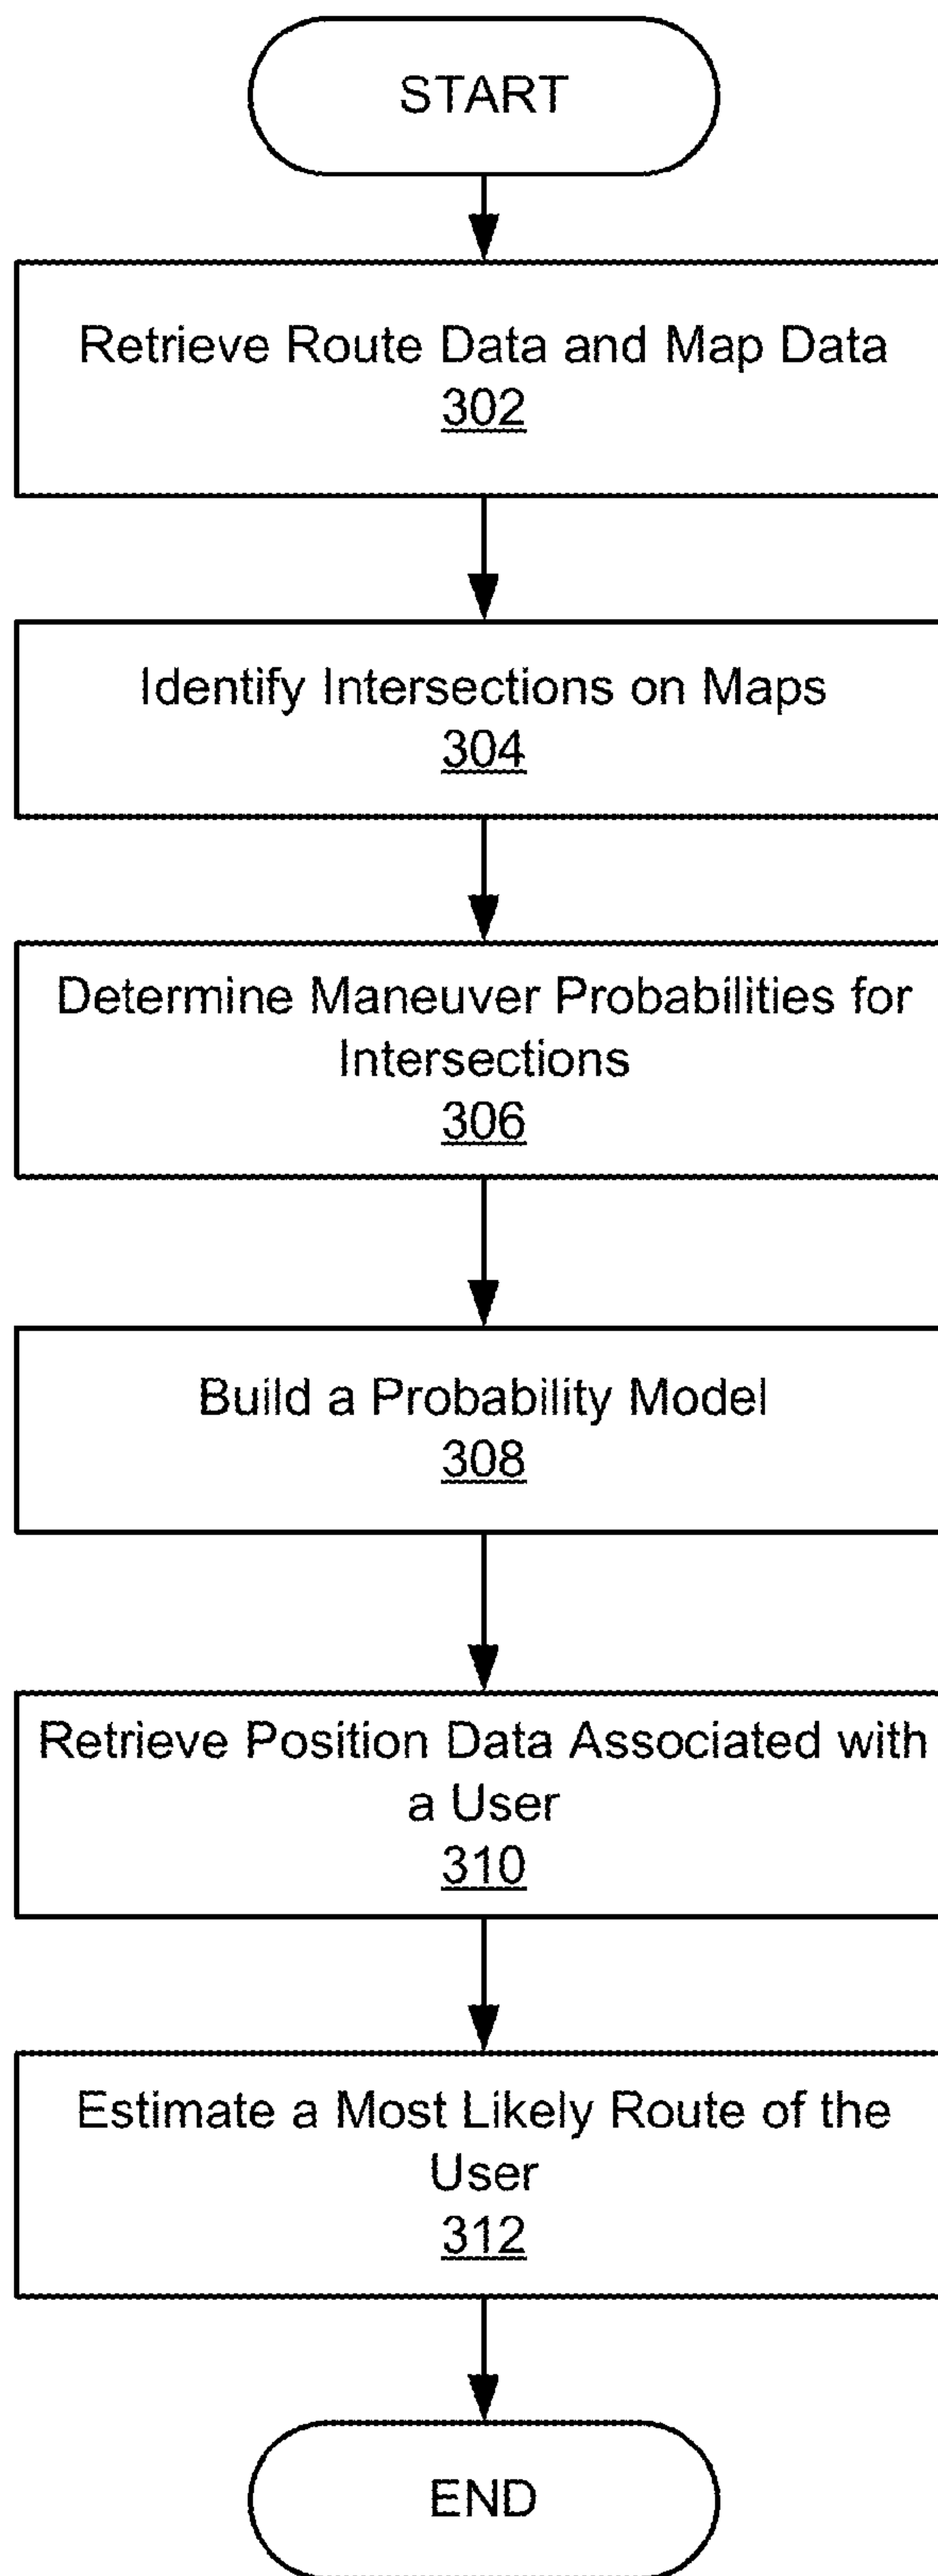 START
Retrieve Route Data and Map Data
302
Identify Intersections on Maps
304
Determine Maneuver Probabilities for
Intersections
306
Build a Probability Model
308
Retrieve Position Data Associated with
a User
310
Estimate a Most Likely Route of the
User
312
END